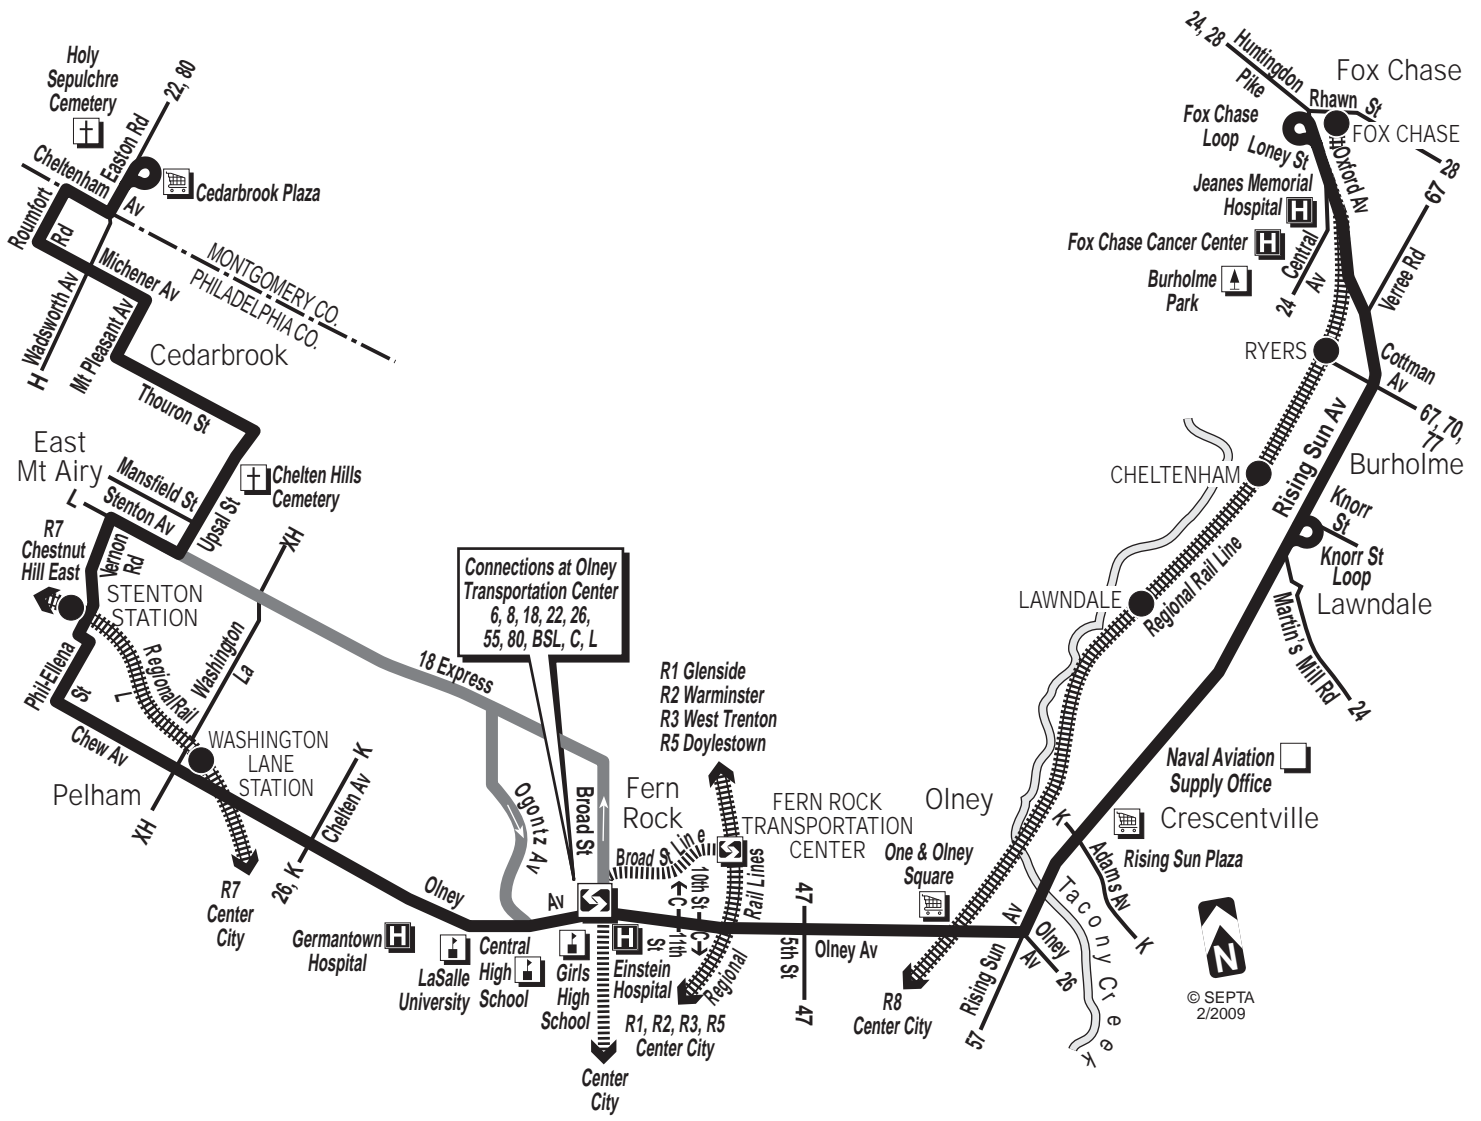 Holy
Sepulchre
Cemetery
22, 80
Easton Rd
Cheltenham
Av
Cedarbrook Plaza
Roumfort
Rd
Michener Av
MONTGOMERY CO.
PHILADELPHIA CO.
Wadsworth Av
H
Mt Pleasant Av
Cedarbrook
Thouron St
East
Mt Airy
Mansfield St
Stenton Av
L
Upsal St
Chelten Hills
Cemetery
R7
Chestnut
Hill East
Vernon
Rd
XH
STENTON
STATION
Phil-Ellena
St
Regional Rail
L
Washington
La
18 Express
Chew Av
Pelham
XH
WASHINGTON
LANE
STATION
K
Chelten Av
26, K
R7
Center
City
Connections at Olney
Transportation Center
6, 8, 18, 22, 26,
55, 80, BSL, C, L
Ogontz Av
Broad St
Olney
Av
H
Germantown
Hospital
LaSalle
University
Central
High
School
Girls
High
School
H
Einstein
Hospital
Center
City
R1 Glenside
R2 Warminster
R3 West Trenton
R5 Doylestown
Fern
Rock
Broad St Line
FERN ROCK
TRANSPORTATION
CENTER
10th St
C
11th
St
C
Regional
Rail Lines
R1, R2, R3, R5
Center City
47
5th St
47
Olney Av
One & Olney
Square
R8
Center City
Olney
Rising Sun
Av
57
Olney
Av
26
Tacony Creek
K
Adams Av
K
Rising Sun Plaza
Crescentville
Naval Aviation
Supply Office
24
Martin's Mill Rd
Lawndale
Knorr St
Loop
Knorr
St
LAWNDALE
Regional Rail Line
CHELTENHAM
Rising Sun Av
Burholme
67, 70,
77
Cottman
Av
RYERS
Verree Rd
67
Burholme
Park
24
Central
Av
Fox Chase Cancer Center
H
Jeanes Memorial
Hospital
H
Oxford Av
Loney St
Fox Chase
Loop
24, 28
Huntingdon
Pike
Rhawn St
Fox Chase
FOX CHASE
28
N
© SEPTA
2/2009